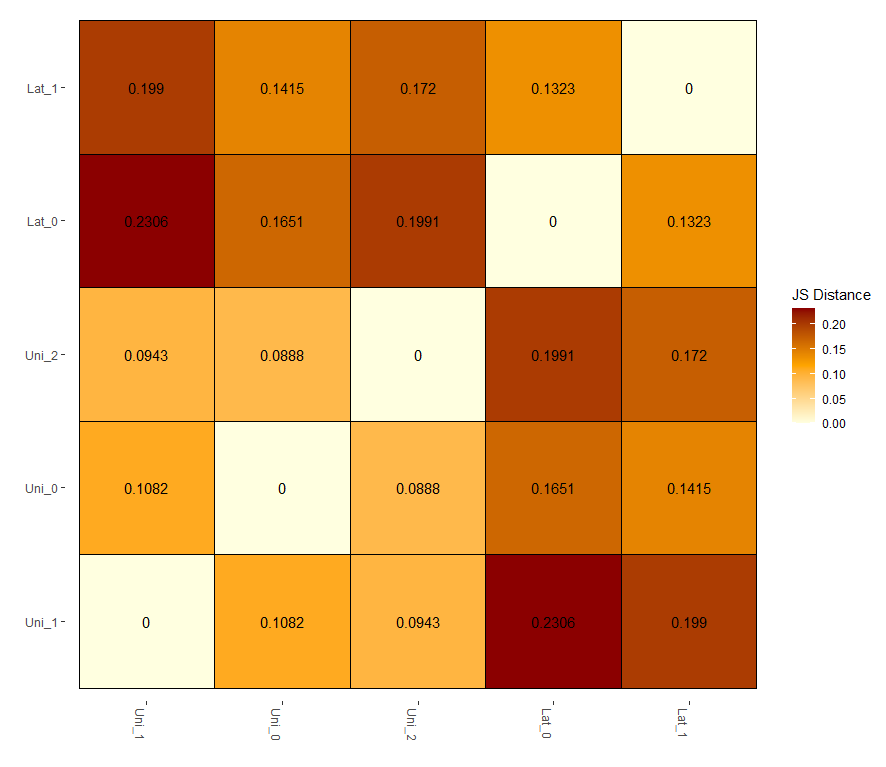 Lat_1 0.199 0.1415 0.172 0.1323 0
Lat_0 0.2306 0.1651 0.1991 0 0.1323
Uni_2 0.0943 0.0888 0 0.1991 0.172
Uni_0 0.1082 0 0.0888 0.1651 0.1415
Uni_1 0 0.1082 0.0943 0.2306 0.199
Uni_1 Uni_0 Uni_2 Lat_0 Lat_1
JS Distance
0.20
0.15
0.10
0.05
0.00